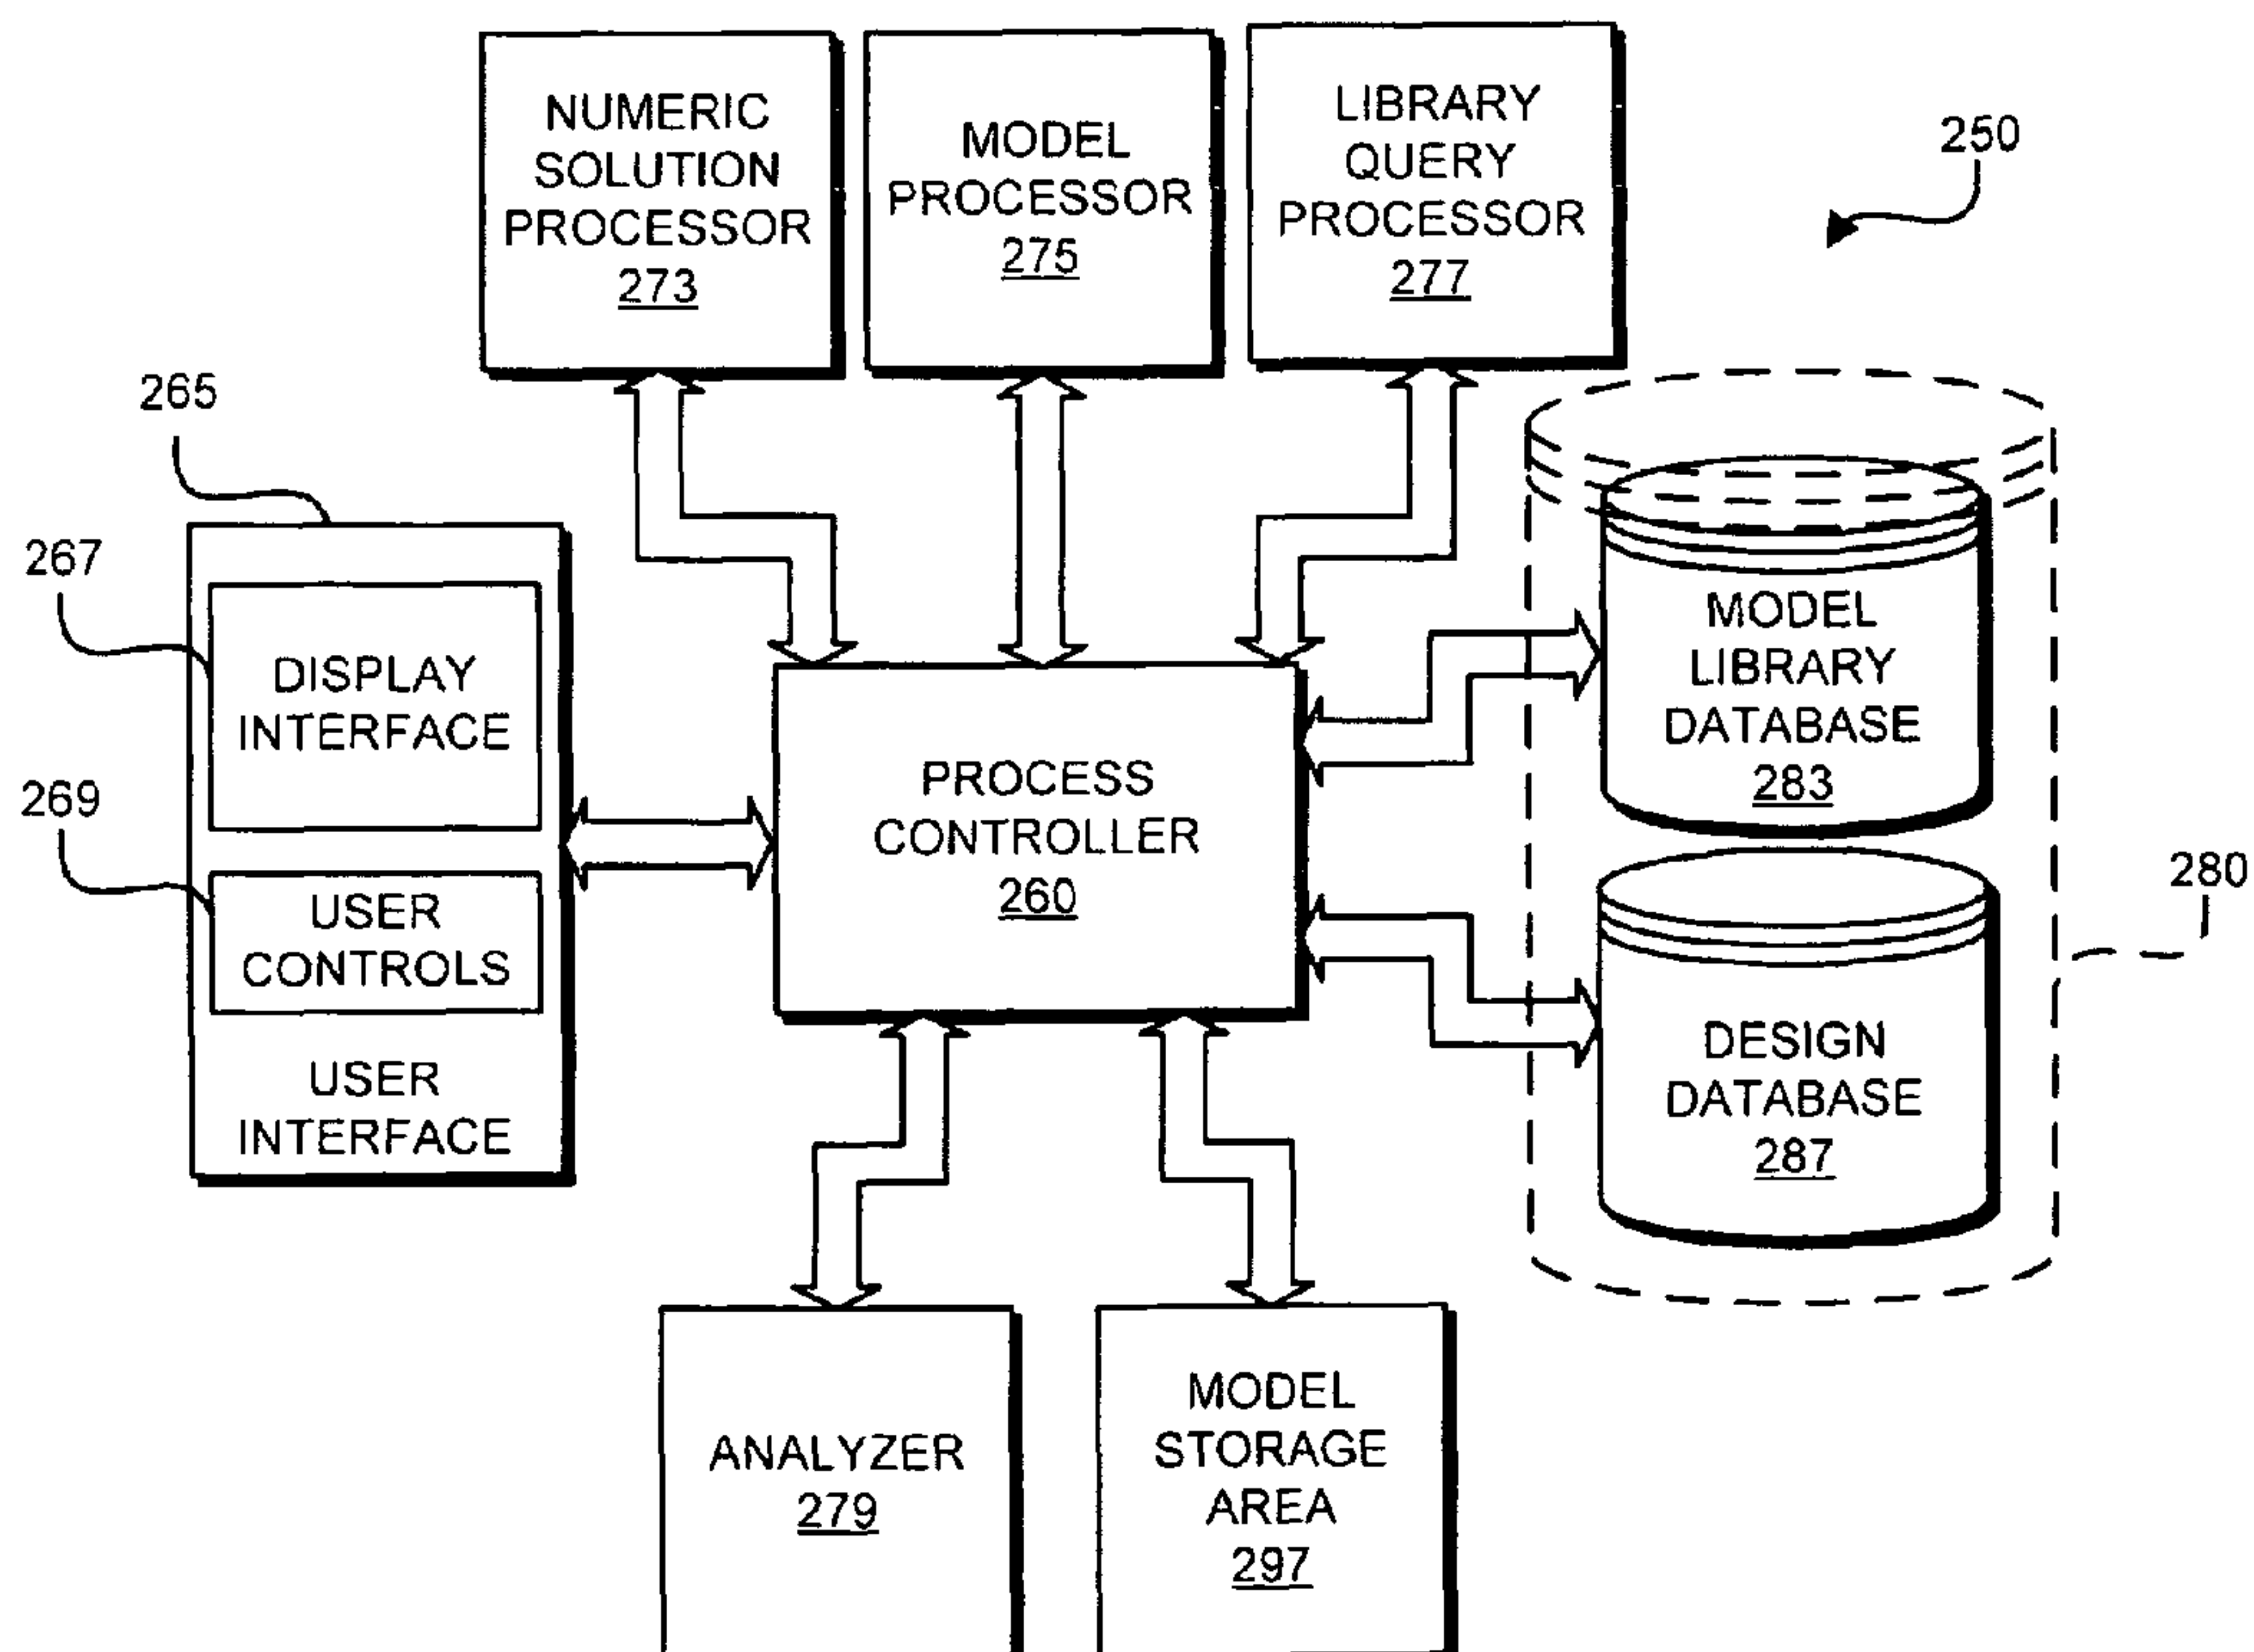 NUMERIC
SOLUTION
PROCESSOR
273
MODEL
PROCESSOR
275
LIBRARY
QUERY
PROCESSOR
277
250
265
267
269
DISPLAY
INTERFACE
USER
CONTROLS
USER
INTERFACE
PROCESS
CONTROLLER
260
MODEL
LIBRARY
DATABASE
283
DESIGN
DATABASE
287
280
ANALYZER
279
MODEL
STORAGE
AREA
297